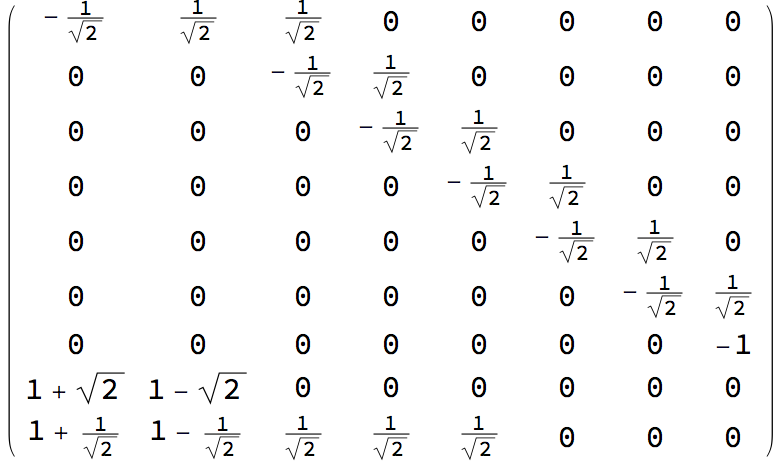 -1/√2 1/√2 1/√2 0 0 0 0 0
0 0 -1/√2 1/√2 0 0 0 0
0 0 0 -1/√2 1/√2 0 0 0
0 0 0 0 -1/√2 1/√2 0 0
0 0 0 0 0 -1/√2 1/√2 0
0 0 0 0 0 0 -1/√2 1/√2
0 0 0 0 0 0 0 -1
1+√2 1-√2 0 0 0 0 0 0
1+1/√2 1-1/√2 1/√2 1/√2 1/√2 0 0 0